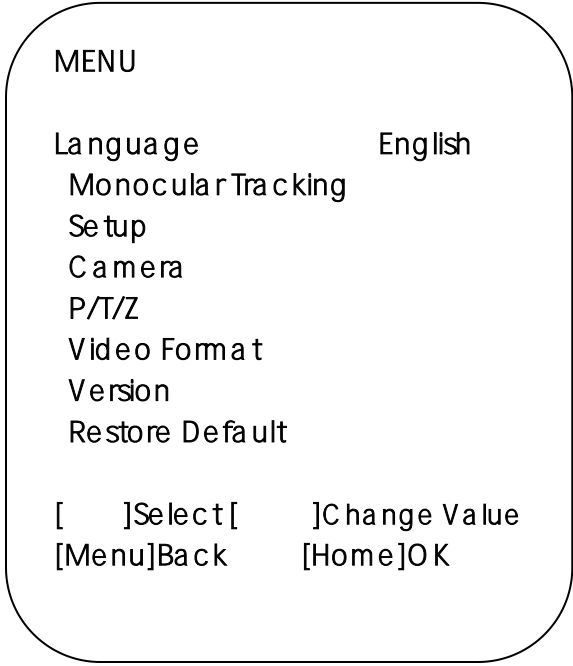 MENU
Language English
Monocular Tracking
Setup
Camera
P/T/Z
Video Format
Version
Restore Default
[ ]Select [ ]Change Value
[Menu]Back [Home]OK